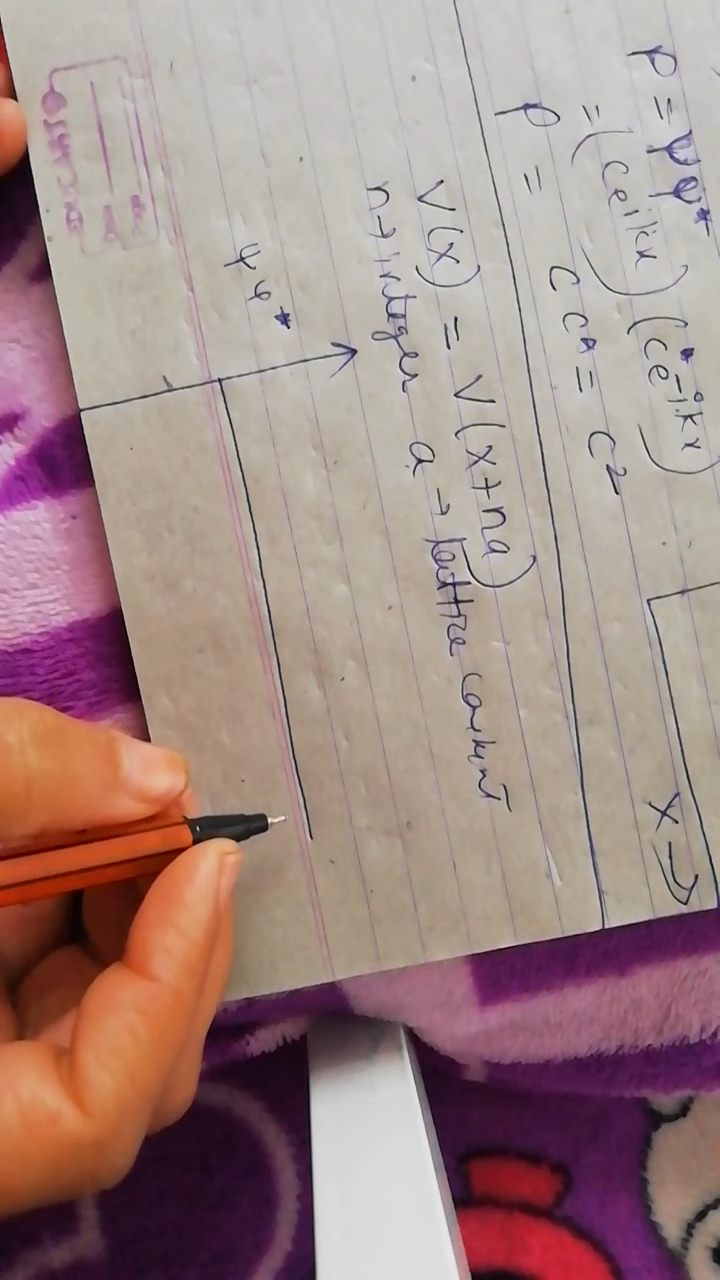 P = ψψ*
= (Ce^ikx) (C*e^-ikx)
P = CC* = C²
x →
V(x) = V(x+na)
n → integer a → lattice constant
ψψ*